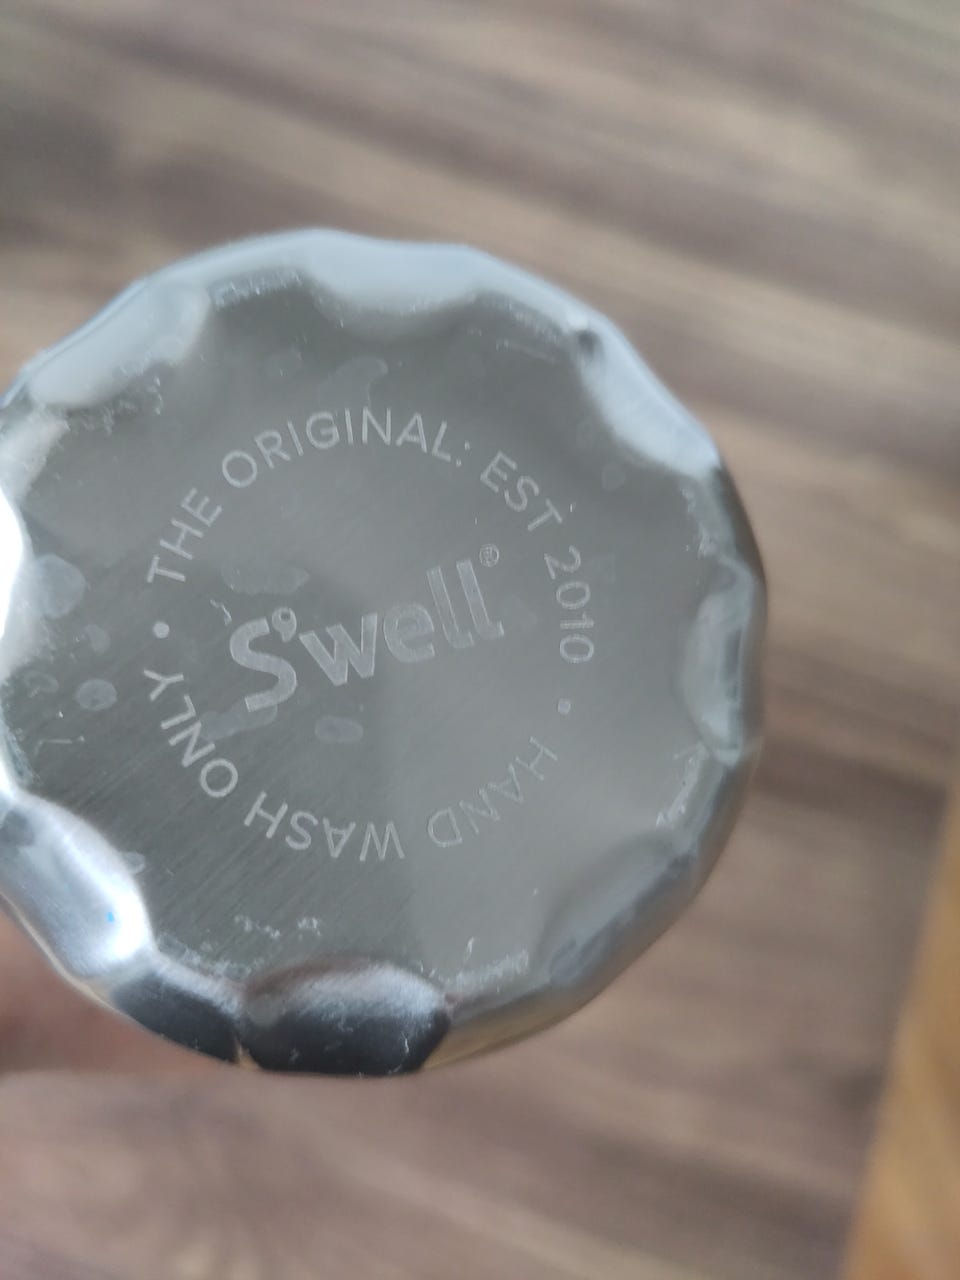 THE ORIGINAL: EST 2010 •
S'well®
HAND WASH ONLY •